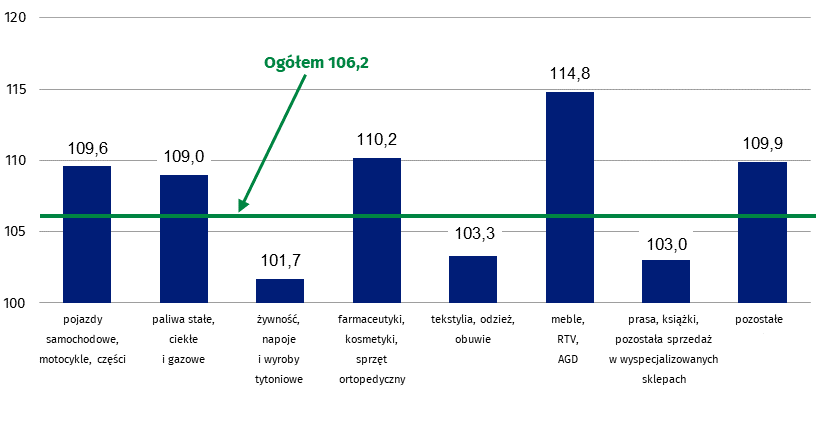 120
115
110
105
100
Ogółem 106,2
109,6
109,0
101,7
110,2
103,3
114,8
103,0
109,9
pojazdy
samochodowe,
motocykle, części
paliwa stałe,
ciekłe
i gazowe
żywność,
napoje
i wyroby
tytoniowe
farmaceutyki,
kosmetyki,
sprzęt
ortopedyczny
tekstylia, odzież,
obuwie
meble,
RTV,
AGD
prasa, książki,
pozostała sprzedaż
w wyspecjalizowanych
sklepach
pozostałe